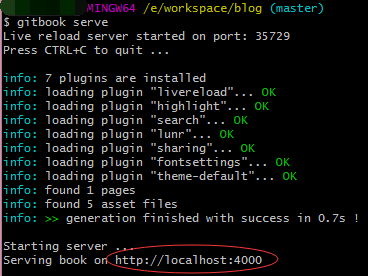 MINGW64 /e/workspace/blog (master)
$ gitbook serve
Live reload server started on port: 35729
Press CTRL+C to quit ...
info: 7 plugins are installed
info: loading plugin "livereload"... OK
info: loading plugin "highlight"... OK
info: loading plugin "search"... OK
info: loading plugin "lunr"... OK
info: loading plugin "sharing"... OK
info: loading plugin "fontsettings"... OK
info: loading plugin "theme-default"... OK
info: found 1 pages
info: found 5 asset files
info: >> generation finished with success in 0.7s !
Starting server ...
Serving book on http://localhost:4000